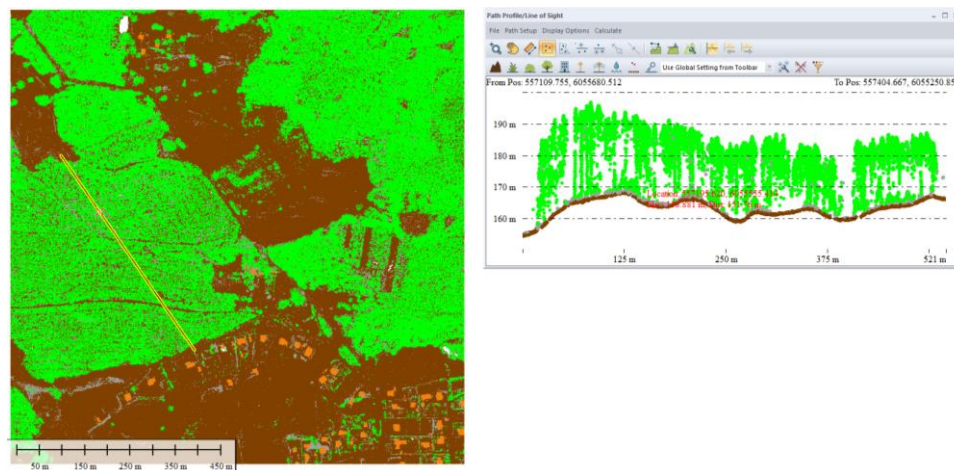 Path Profile/Line of Sight
File Path Setup Display Options Calculate
Use Global Setting from Toolbar
From Pos: 557109.755, 6055680.512 To Pos: 557404.667, 6055250.85
190 m
180 m
170 m
160 m
125 m 250 m 375 m 521 m
50 m 150 m 250 m 350 m 450 m